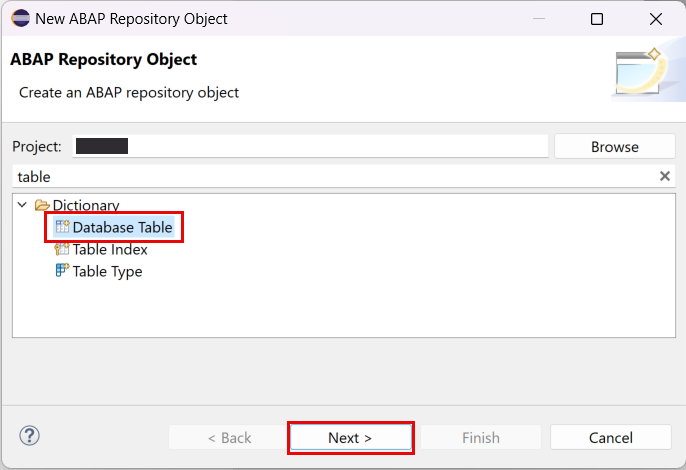 New ABAP Repository Object
ABAP Repository Object
Create an ABAP repository object
Project:
Browse
table
Dictionary
Database Table
Table Index
Table Type
?
< Back
Next >
Finish
Cancel